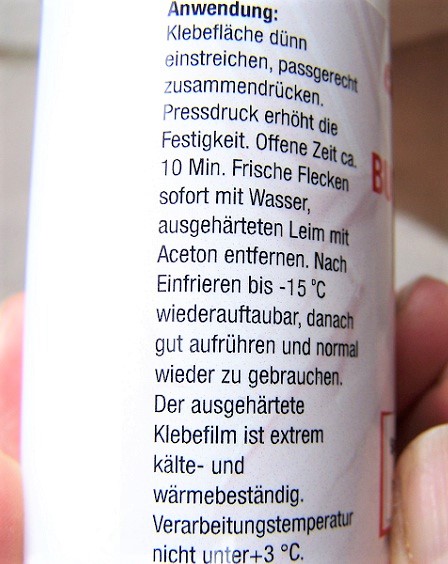 Anwendung:
Klebefläche dünn
einstreichen, passgerecht
zusammendrücken.
Pressdruck erhöht die
Festigkeit. Offene Zeit ca.
10 Min. Frische Flecken
sofort mit Wasser,
ausgehärteten Leim mit
Aceton entfernen. Nach
Einfrieren bis -15 °C
wiederauftaubar, danach
gut aufrühren und normal
wieder zu gebrauchen.
Der ausgehärtete
Klebefilm ist extrem
kälte- und
wärmebeständig.
Verarbeitungstemperatur
nicht unter+3 °C.